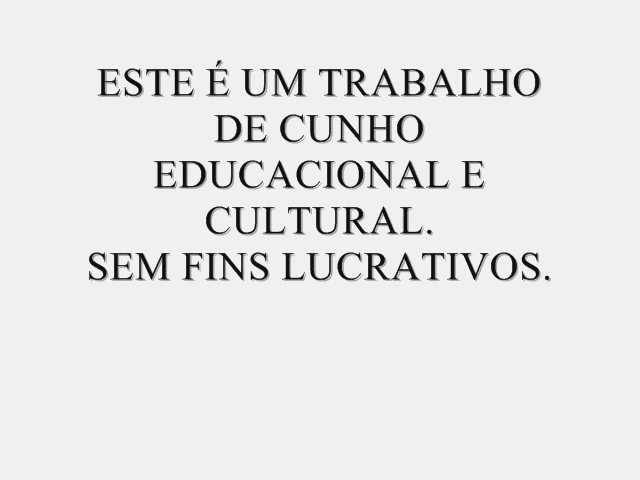 ESTE É UM TRABALHO
DE CUNHO
EDUCACIONAL E
CULTURAL.
SEM FINS LUCRATIVOS.